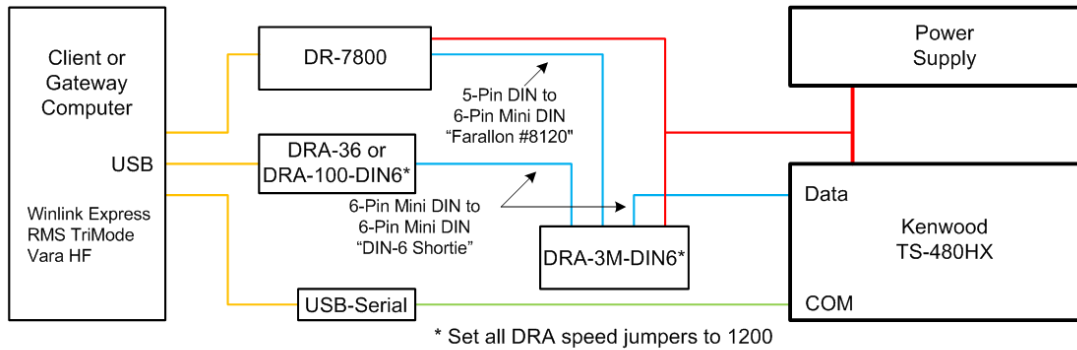 Client or
Gateway
Computer
USB
Winlink Express
RMS TriMode
Vara HF
DR-7800
5-Pin DIN to
6-Pin Mini DIN
“Farallon #8120"
DRA-36 or
DRA-100-DIN6*
6-Pin Mini DIN to
6-Pin Mini DIN
“DIN-6 Shortie”
DRA-3M-DIN6*
USB-Serial
Power
Supply
Data
Kenwood
TS-480HX
COM
* Set all DRA speed jumpers to 1200